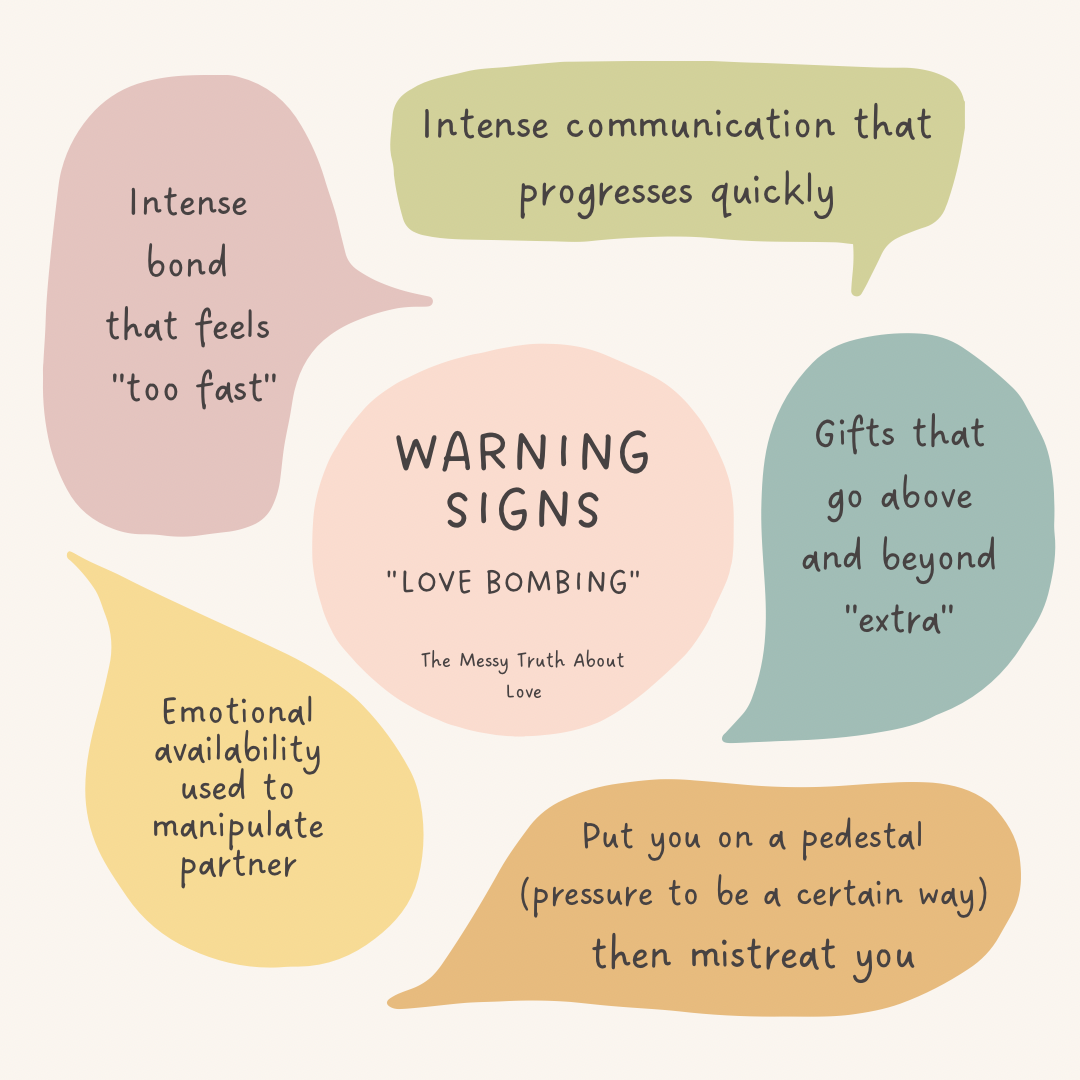 Intense
bond
that feels
"too fast"
Intense communication that
progresses quickly
WARNING
SIGNS
"LOVE BOMBING"
The Messy Truth About
Love
Gifts that
go above
and beyond
"extra"
Emotional
availability
used to
manipulate
partner
Put you on a pedestal
(pressure to be a certain way)
then mistreat you